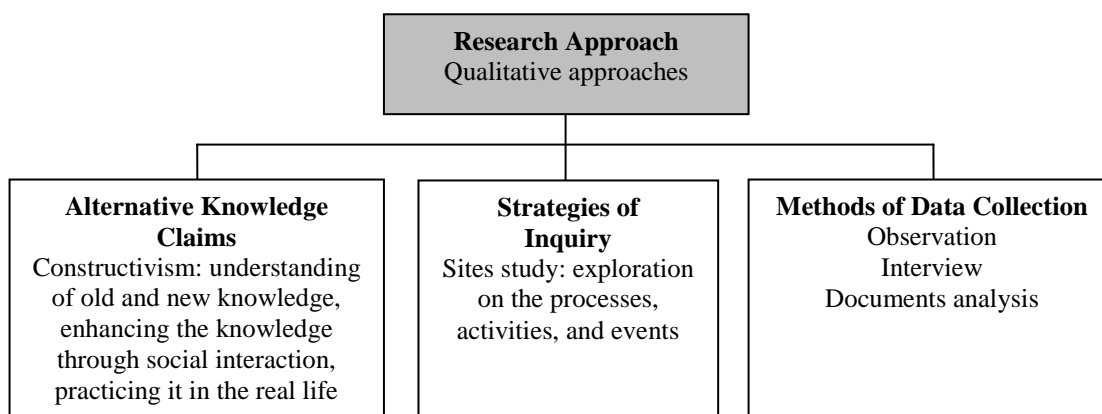 Research Approach
Qualitative approaches
Alternative Knowledge
Claims
Constructivism: understanding
of old and new knowledge,
enhancing the knowledge
through social interaction,
practicing it in the real life
Strategies of
Inquiry
Sites study: exploration
on the processes,
activities, and events
Methods of Data Collection
Observation
Interview
Documents analysis